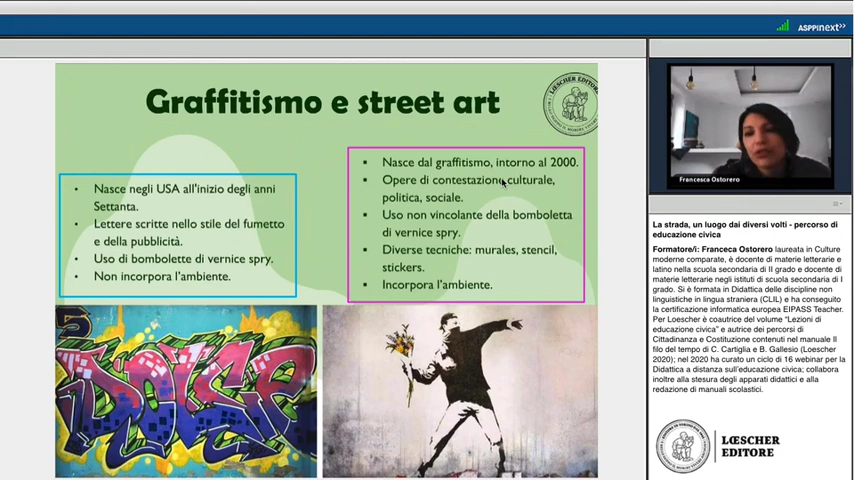 ASPPInext>>
Graffitismo e street art
LŒSCHER EDITORE
Nasce negli USA all'inizio degli anni
Settanta.
Lettere scritte nello stile del fumetto
e della pubblicità.
Uso di bombolette di vernice spry.
Non incorpora l'ambiente.
Nasce dal graffitismo, intorno al 2000.
Opere di contestazione culturale,
politica, sociale.
Uso non vincolante della bomboletta
di vernice spry.
Diverse tecniche: murales, stencil,
stickers.
Incorpora l'ambiente.
Francesca Ostorero
La strada, un luogo dai diversi volti - percorso di
educazione civica
Formatore/i: Franceca Ostorero laureata in Culture
moderne comparate, è docente di materie letterarie e
latino nella scuola secondaria di II grado e docente di
materie letterarie negli istituti di scuola secondaria di I
grado. Si è formata in Didattica delle discipline non
linguistiche in lingua straniera (CLIL) e ha conseguito
la certificazione informatica europea EIPASS Teacher.
Per Loescher è coautrice del volume "Lezioni di
educazione civica" e autrice dei percorsi di
Cittadinanza e Costituzione contenuti nel manuale Il
filo del tempo di C. Cartiglia e B. Gallesio (Loescher
2020); nel 2020 ha curato un ciclo di 16 webinar per la
Didattica a distanza sull'educazione civica; collabora
inoltre alla stesura degli apparati didattici e alla
redazione di manuali scolastici.
LŒSCHER
EDITORE